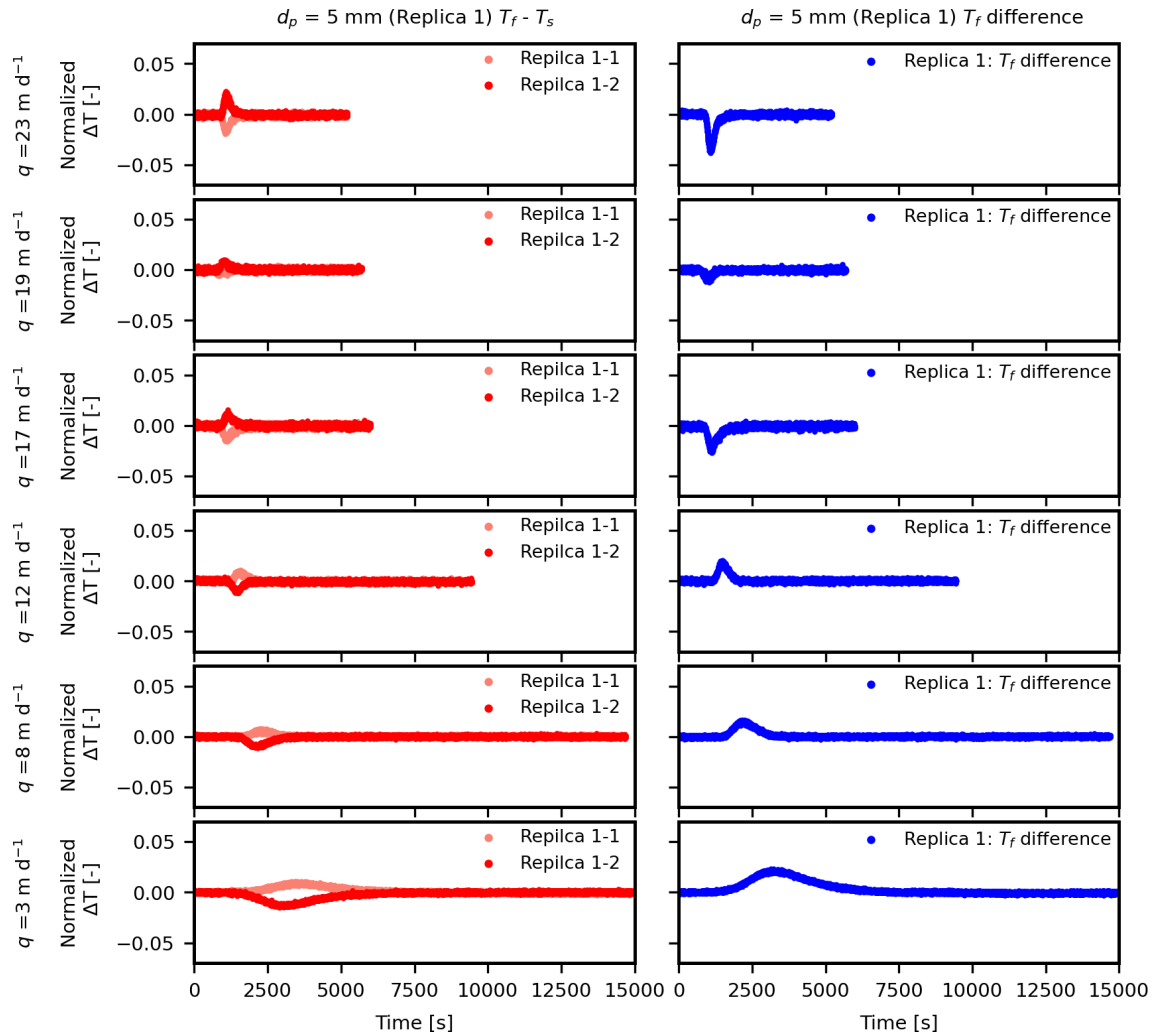 d_p = 5 mm (Replica 1) T_f - T_s
d_p = 5 mm (Replica 1) T_f difference
q =23 m d⁻¹
Normalized
ΔT [-]
0.05
0.00
−0.05
Repilca 1-1
Repilca 1-2
Replica 1: T_f difference
q =19 m d⁻¹
Normalized
ΔT [-]
0.05
0.00
−0.05
Repilca 1-1
Repilca 1-2
Replica 1: T_f difference
q =17 m d⁻¹
Normalized
ΔT [-]
0.05
0.00
−0.05
Repilca 1-1
Repilca 1-2
Replica 1: T_f difference
q =12 m d⁻¹
Normalized
ΔT [-]
0.05
0.00
−0.05
Repilca 1-1
Repilca 1-2
Replica 1: T_f difference
q =8 m d⁻¹
Normalized
ΔT [-]
0.05
0.00
−0.05
Repilca 1-1
Repilca 1-2
Replica 1: T_f difference
q =3 m d⁻¹
Normalized
ΔT [-]
0.05
0.00
−0.05
Repilca 1-1
Repilca 1-2
Replica 1: T_f difference
0 2500 5000 7500 10000 12500 15000
0 2500 5000 7500 10000 12500 15000
Time [s]
Time [s]